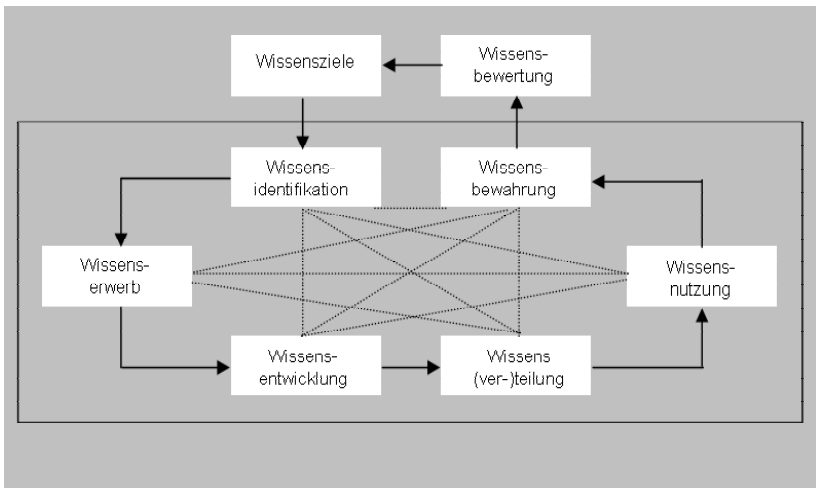 Wissensziele
Wissens-
bewertung
Wissens-
identifikation
Wissens-
bewahrung
Wissens-
erwerb
Wissens-
nutzung
Wissens-
entwicklung
Wissens
(ver-)teilung